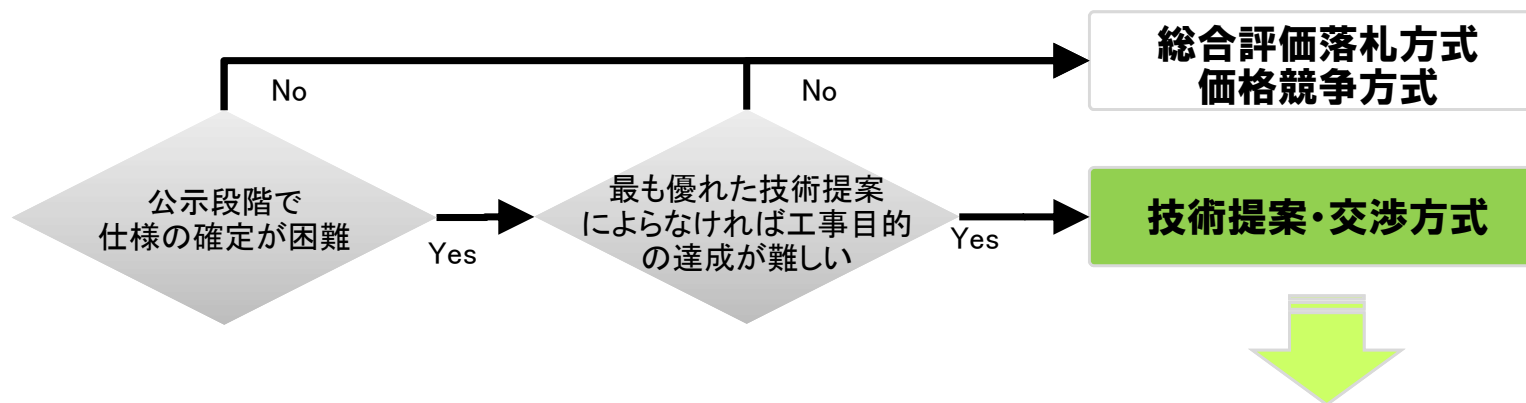 総合評価落札方式
価格競争方式
No
No
公示段階で
仕様の確定が困難
Yes
最も優れた技術提案
によらなければ工事目的
の達成が難しい
Yes
技術提案・交渉方式